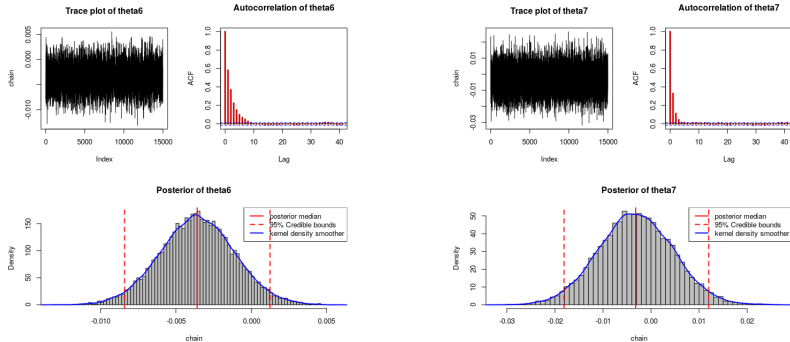 Trace plot of theta6
Autocorrelation of theta6
chain
0.005
0.000
-0.010
0 5000 10000 15000
Index
ACF
1.0
0.8
0.6
0.4
0.2
0.0
0 10 20 30 40
Lag
Posterior of theta6
Density
150
100
50
0
posterior median
95% Credible bounds
kernel density smoother
-0.010 -0.005 0.000 0.005
chain
Trace plot of theta7
Autocorrelation of theta7
chain
0.01
-0.01
-0.03
0 5000 10000 15000
Index
ACF
1.0
0.8
0.6
0.4
0.2
0.0
0 10 20 30 40
Lag
Posterior of theta7
Density
50
40
30
20
10
0
posterior median
95% Credible bounds
kernel density smoother
-0.03 -0.02 -0.01 0.00 0.01 0.02
chain